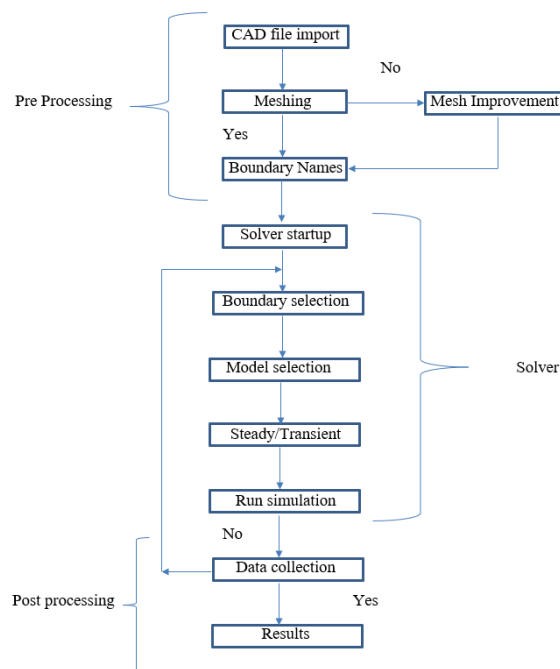 CAD file import
No
Pre Processing
Meshing
Mesh Improvement
Yes
Boundary Names
Solver startup
Boundary selection
Model selection
Solver
Steady/Transient
Run simulation
No
Data collection
Post processing
Yes
Results